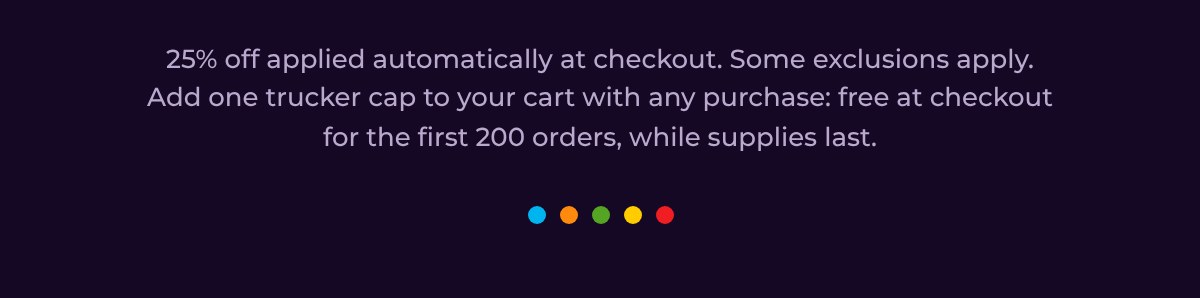 25% off applied automatically at checkout. Some exclusions apply.
Add one trucker cap to your cart with any purchase: free at checkout
for the first 200 orders, while supplies last.